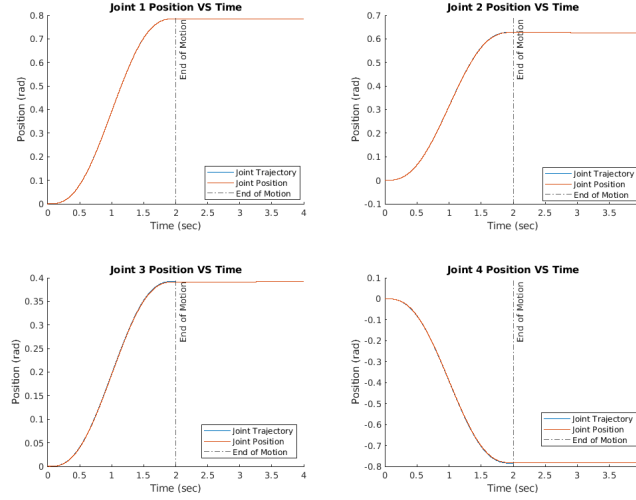 Joint 1 Position VS Time
0.8
0.7
0.6
0.5
0.4
0.3
0.2
0.1
0
Position (rad)
End of Motion
Joint Trajectory
Joint Position
End of Motion
0 0.5 1 1.5 2 2.5 3 3.5 4
Time (sec)
Joint 2 Position VS Time
0.7
0.6
0.5
0.4
0.3
0.2
0.1
0
-0.1
Position (rad)
End of Motion
Joint Trajectory
Joint Position
End of Motion
0 0.5 1 1.5 2 2.5 3 3.5
Time (sec)
Joint 3 Position VS Time
0.4
0.35
0.3
0.25
0.2
0.15
0.1
0.05
0
Position (rad)
End of Motion
Joint Trajectory
Joint Position
End of Motion
0 0.5 1 1.5 2 2.5 3 3.5 4
Time (sec)
Joint 4 Position VS Time
0.1
0
-0.1
-0.2
-0.3
-0.4
-0.5
-0.6
-0.7
-0.8
Position (rad)
End of Motion
Joint Trajectory
Joint Position
End of Motion
0 0.5 1 1.5 2 2.5 3 3.5
Time (sec)